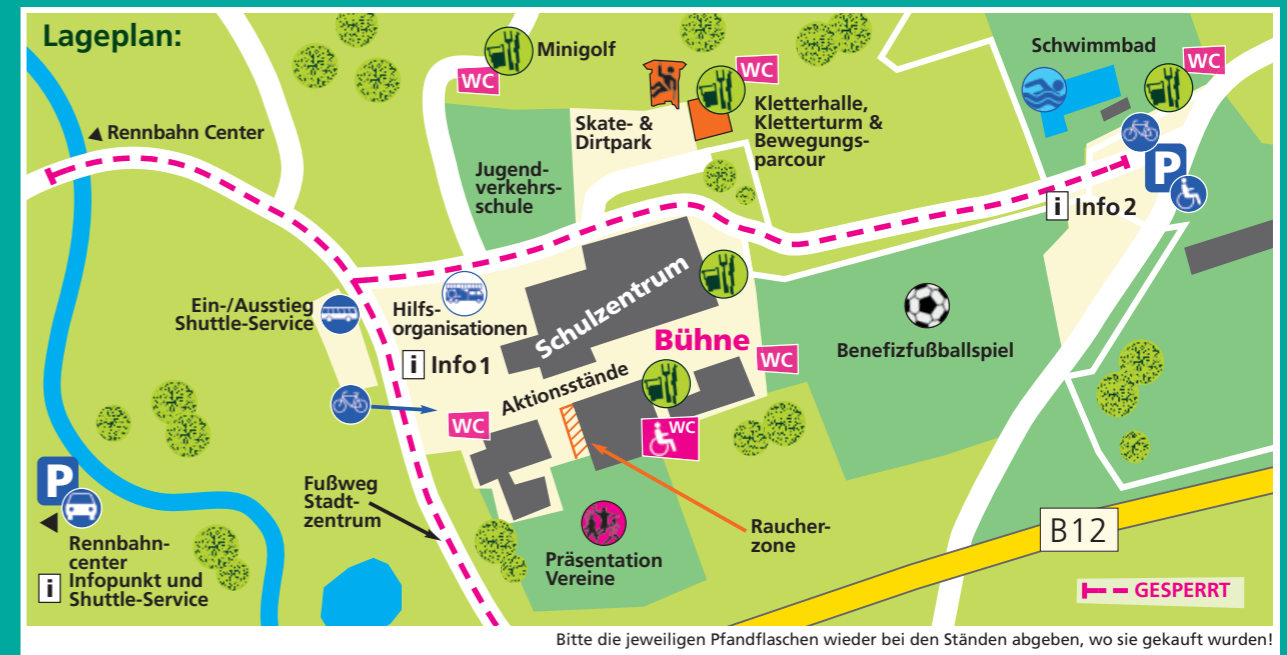 Lageplan:
Minigolf
WC
WC
Schwimmbad
WC
Rennbahn Center
Skate- &
Dirtpark
Kletterhalle,
Kletterturm &
Bewegungs-
parcour
Jugend-
verkehrs-
schule
P
i Info 2
Ein-/Ausstieg
Shuttle-Service
Hilfs-
organisationen
i Info 1
Schulzentrum
Bühne
WC
Benefizfußballspiel
Aktionsstände
WC
WC
Fußweg
Stadt-
zentrum
P
Rennbahn-
center
i Infopunkt und
Shuttle-Service
Präsentation
Vereine
Raucher-
zone
B12
GESPERRT
Bitte die jeweiligen Pfandflaschen wieder bei den Ständen abgeben, wo sie gekauft wurden!